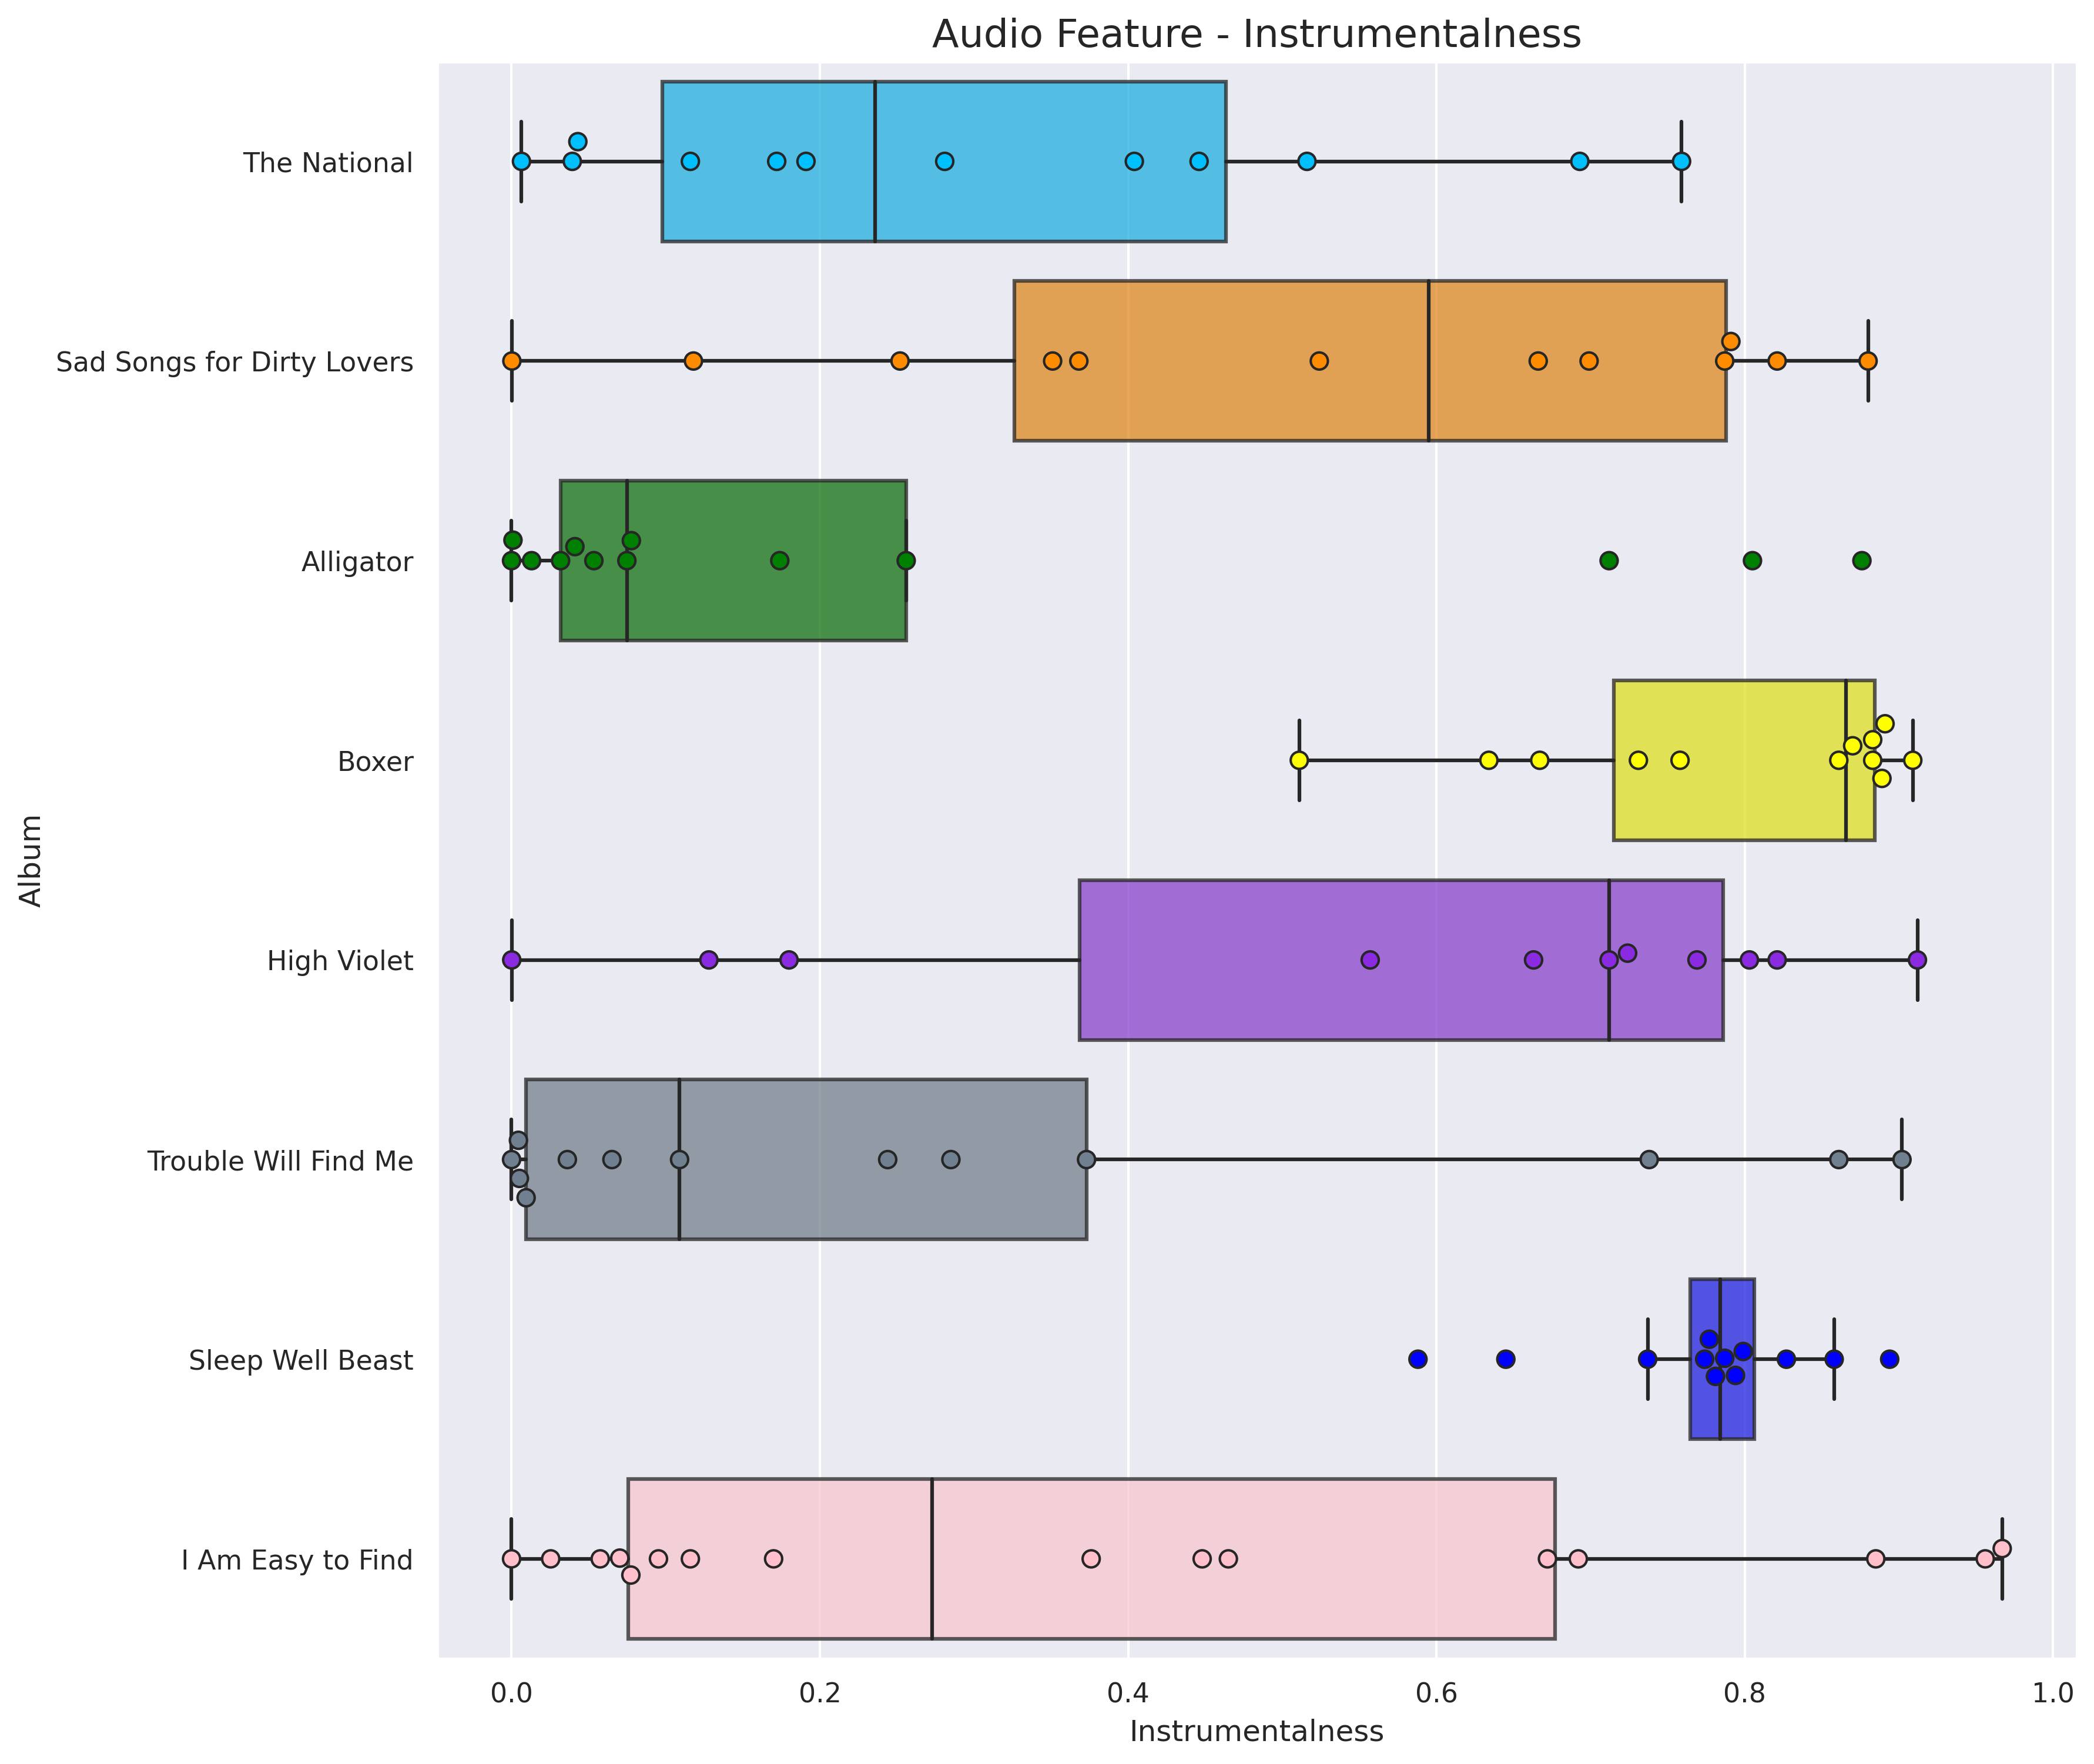 Audio Feature - Instrumentalness
The National
Sad Songs for Dirty Lovers
Alligator
Boxer
High Violet
Trouble Will Find Me
Sleep Well Beast
I Am Easy to Find
Album
0.0 0.2 0.4 0.6 0.8 1.0
Instrumentalness